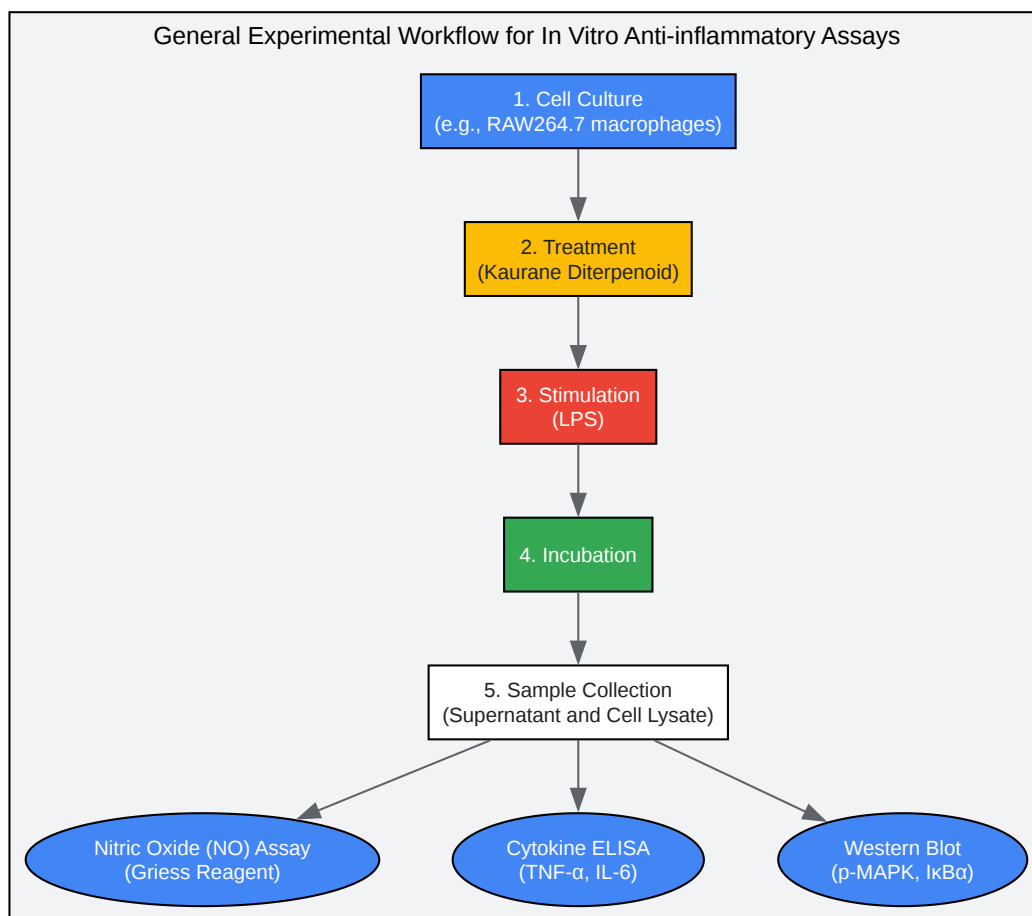 General Experimental Workflow for In Vitro Anti-inflammatory Assays
1. Cell Culture
(e.g., RAW264.7 macrophages)
2. Treatment
(Kaurane Diterpenoid)
3. Stimulation
(LPS)
4. Incubation
5. Sample Collection
(Supernatant and Cell Lysate)
Nitric Oxide (NO) Assay
(Griess Reagent)
Cytokine ELISA
(TNF-α, IL-6)
Western Blot
(p-MAPK, IκBα)